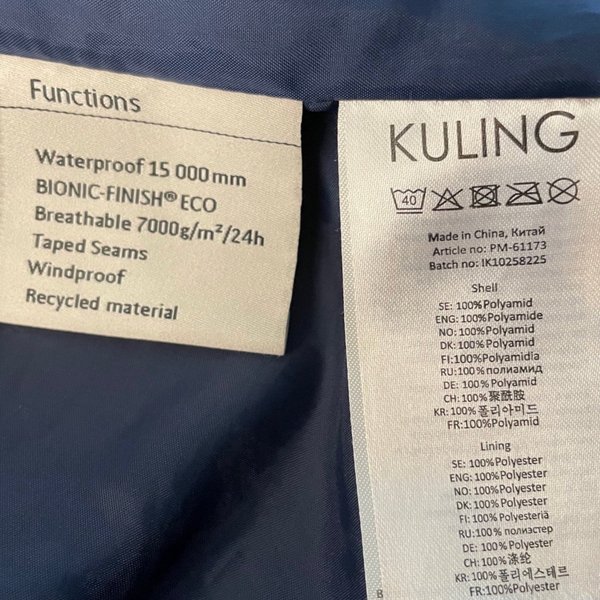 Functions
Waterproof 15 000 mm
BIONIC-FINISH® ECO
Breathable 7000g/m²/24h
Taped Seams
Windproof
Recycled material
KULING
40
Made in China, Китай
Article no: PM-61173
Batch no: IK10258225
Shell
SE: 100%Polyamid
ENG: 100%Polyamide
NO: 100%Polyamid
DK: 100%Polyamid
FI:100%Polyamidia
RU:100% полиамид
DE: 100%Polyamid
CH:100%聚酰胺
KR:100%폴리아미드
FR:100%Polyamid
Lining
SE: 100%Polyester
ENG: 100%Polyester
NO: 100%Polyester
DK: 100%Polyester
FI: 100%Polyesteriä
RU:100% полиэстер
DE: 100%Polyester
CH:100%涤纶
KR: 100%폴리에스테르
FR:100%Polyester